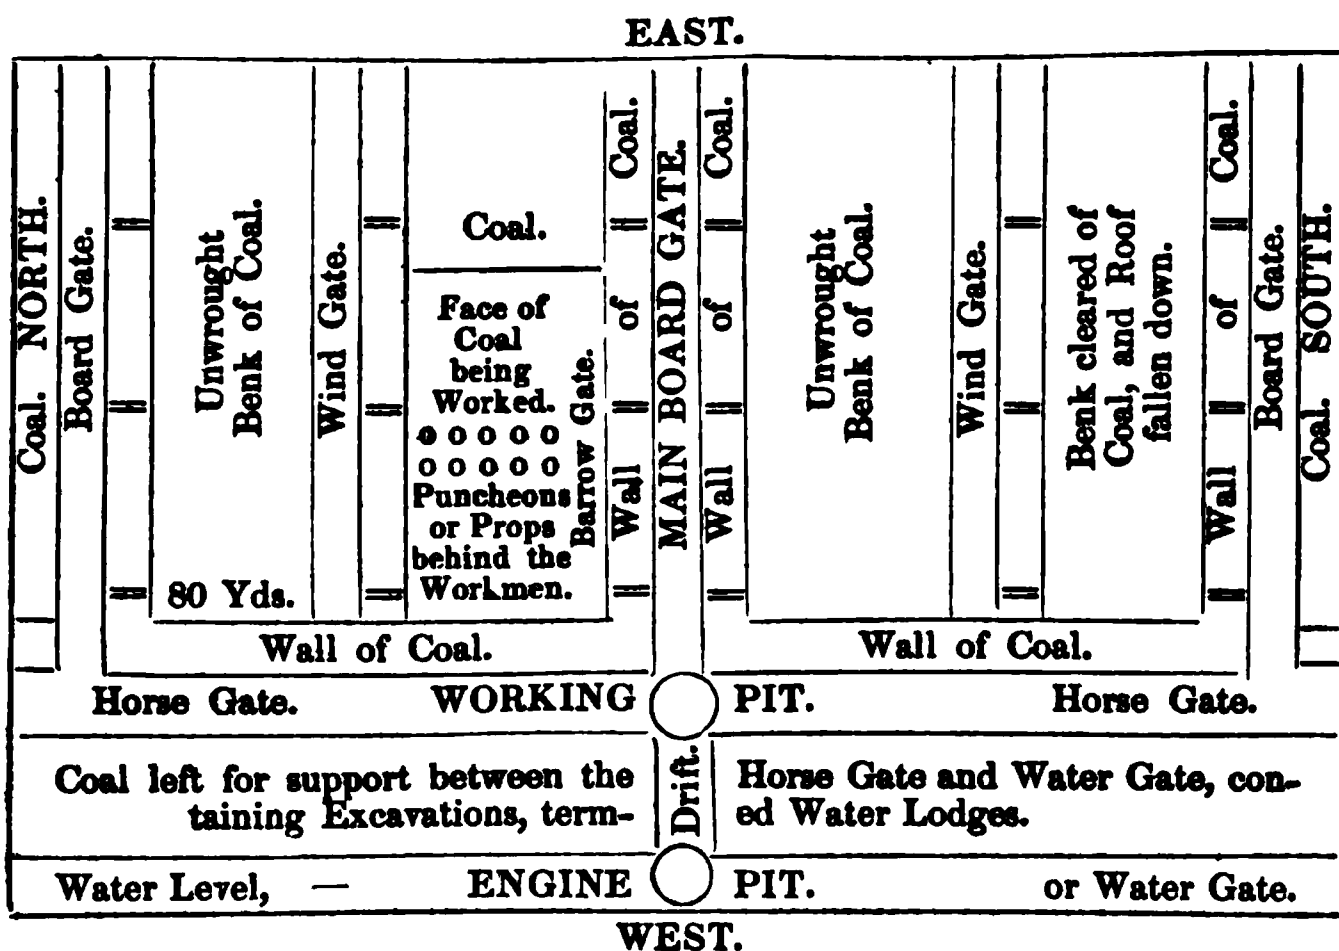 EAST.
Coal. NORTH.
Board Gate.
Unwrought
Benk of Coal.
80 Yds.
Wind Gate.
Coal.
Face of
Coal
being
Worked.
Puncheons
or Props
behind the
Workmen.
Barrow Gate.
Wall of Coal.
MAIN BOARD GATE.
Wall of Coal.
Unwrought
Benk of Coal.
Wind Gate.
Benk cleared of
Coal, and Roof
fallen down.
Wall of Coal.
Board Gate.
Coal. SOUTH.
Wall of Coal.
Wall of Coal.
Horse Gate. WORKING PIT. Horse Gate.
Coal left for support between the Horse Gate and Water Gate, con-
taining Excavations, term-ed Water Lodges.
Drift.
Water Level, — ENGINE PIT. or Water Gate.
WEST.